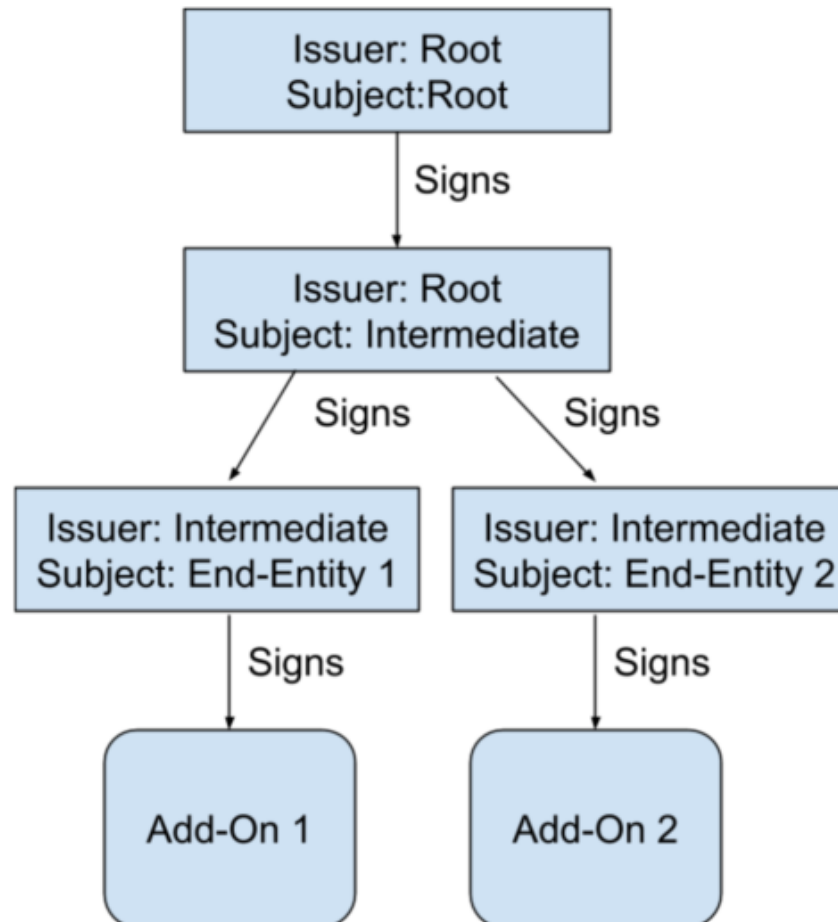 Issuer: Root
Subject:Root
Signs
Issuer: Root
Subject: Intermediate
Signs
Signs
Issuer: Intermediate
Subject: End-Entity 1
Issuer: Intermediate
Subject: End-Entity 2
Signs
Signs
Add-On 1
Add-On 2